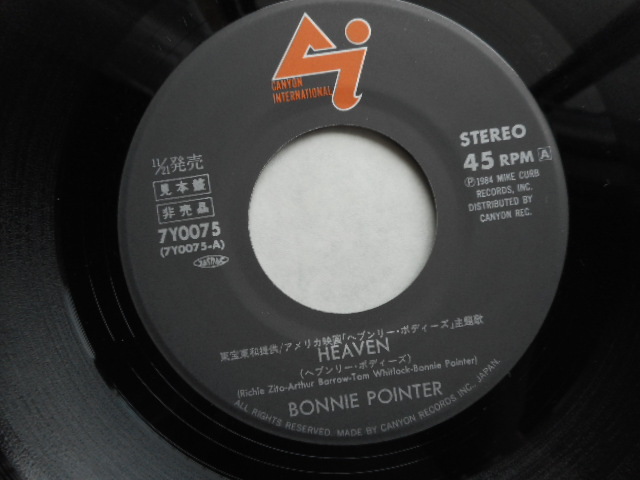 CANYON
INTERNATIONAL
STEREO
45 RPM A
Ⓟ1984 MIKE CURB
RECORDS, INC.
DISTRIBUTED BY
CANYON REC.
11/21発売
見本盤
非売品
7Y0075
(7Y0075-A)
JASRAC
東宝東和提供/アメリカ映画「ヘブンリー・ボディーズ」主題歌
HEAVEN
(ヘブンリー・ボディーズ)
(Richie Zito-Arthur Barrow-Tom Whitlock-Bonnie Pointer)
BONNIE POINTER
ALL RIGHTS RESERVED. MADE BY CANYON RECORDS INC., JAPAN.